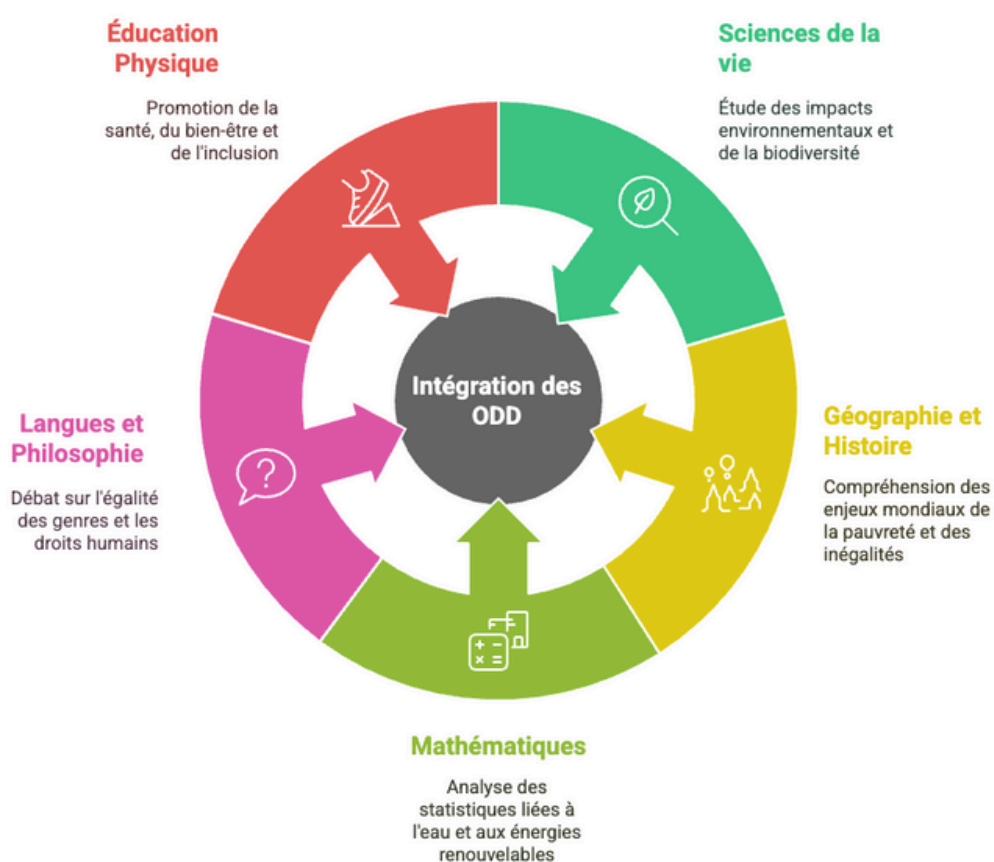 Éducation
Physique
Promotion de la
santé, du bien-être et
de l'inclusion
Sciences de la
vie
Étude des impacts
environnementaux et
de la biodiversité
Intégration des
ODD
Langues et
Philosophie
Débat sur l'égalité
des genres et les
droits humains
Géographie et
Histoire
Compréhension des
enjeux mondiaux de
la pauvreté et des
inégalités
Mathématiques
Analyse des
statistiques liées à
l'eau et aux énergies
renouvelables